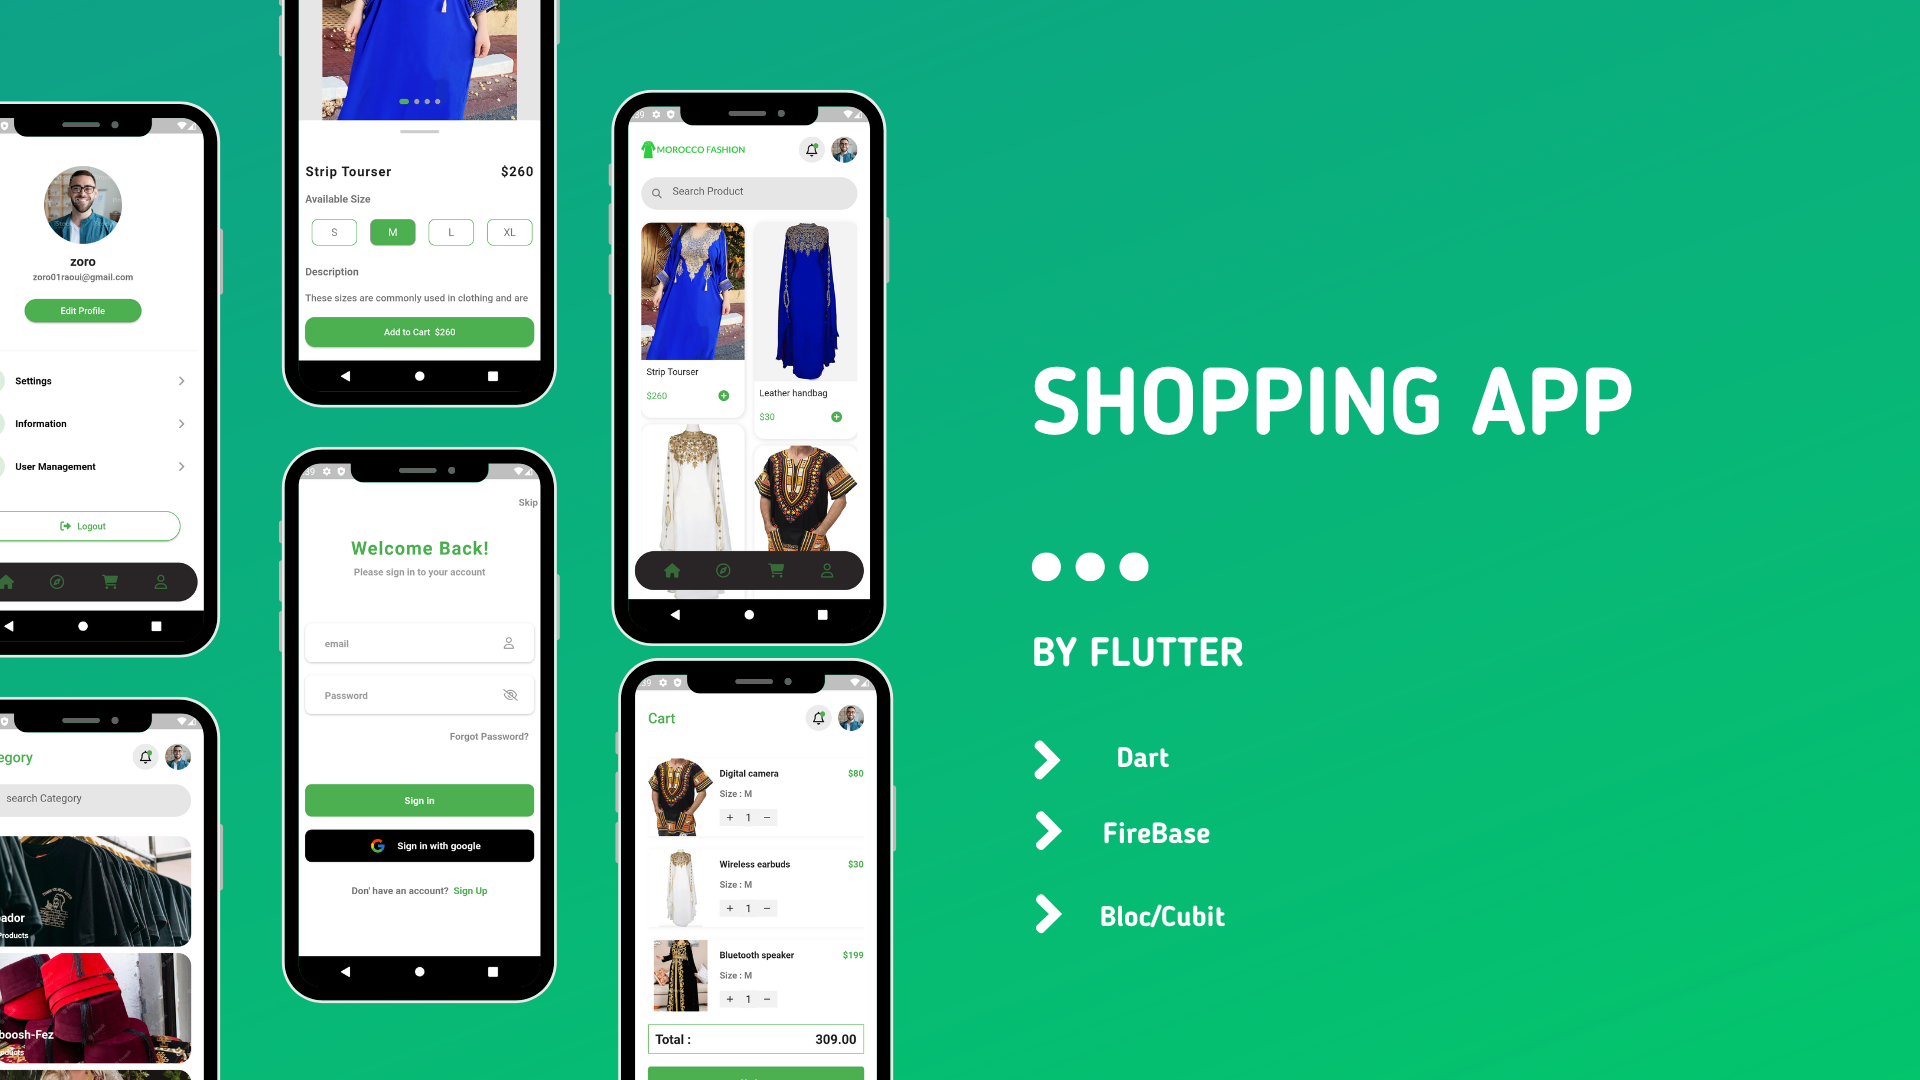 zoro
zoro01raoui@gmail.com
Edit Profile
Settings
Information
User Management
Logout
egory
search Category
ador
Products
boosh-Fez
oducts
Strip Tourser $260
Available Size
S M L XL
Description
These sizes are commonly used in clothing and are
Add to Cart $260
39
Skip
Welcome Back!
Please sign in to your account
email
Password
Forgot Password?
Sign in
Sign in with google
Don' have an account? Sign Up
39
MOROCCO FASHION
Search Product
Strip Tourser
$260
Leather handbag
$30
39
Cart
Digital camera $80
Size : M
+ 1 −
Wireless earbuds $30
Size : M
+ 1 −
Bluetooth speaker $199
Size : M
+ 1 −
Total : 309.00
SHOPPING APP
BY FLUTTER
Dart
FireBase
Bloc/Cubit